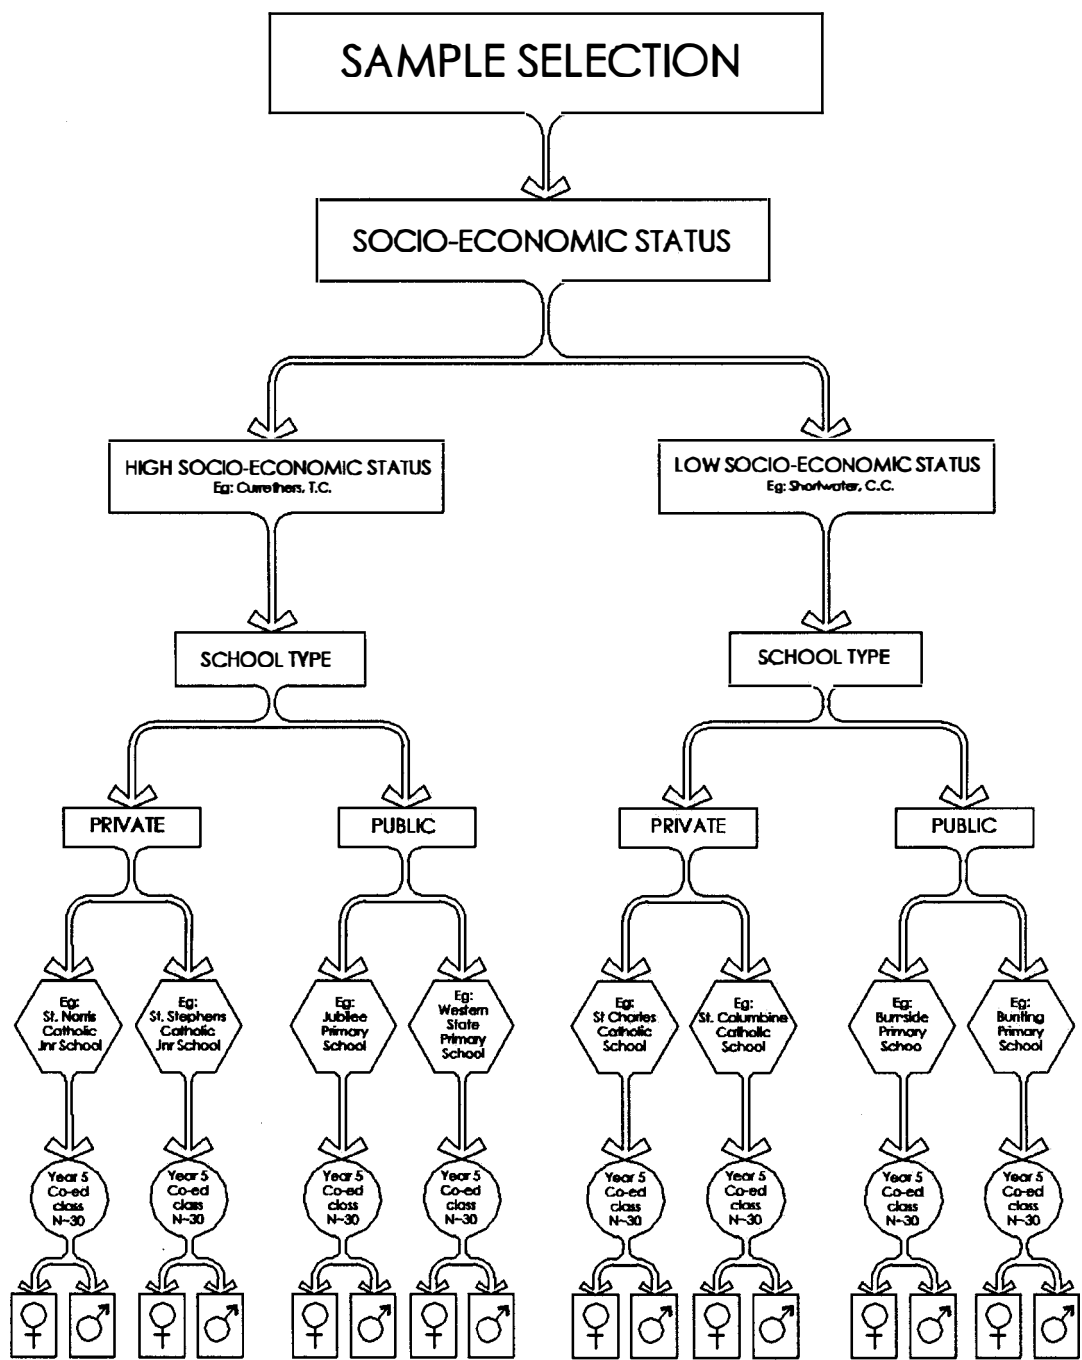 SAMPLE SELECTION
SOCIO-ECONOMIC STATUS
HIGH SOCIO-ECONOMIC STATUS
Eg: Currethers, T.C.
LOW SOCIO-ECONOMIC STATUS
Eg: Shortwater, C.C.
SCHOOL TYPE
SCHOOL TYPE
PRIVATE
PUBLIC
PRIVATE
PUBLIC
Eg:
St. Norris
Catholic
Jnr School
Eg:
St. Stephens
Catholic
Jnr School
Eg:
Jubilee
Primary
School
Eg:
Western
State
Primary
School
Eg:
St Charles
Catholic
School
Eg:
St. Columbine
Catholic
School
Eg:
Burnside
Primary
Schoo
Eg:
Bunting
Primary
School
Year 5
Co-ed
class
N~30
Year 5
Co-ed
class
N~30
Year 5
Co-ed
class
N~30
Year 5
Co-ed
class
N~30
Year 5
Co-ed
class
N~30
Year 5
Co-ed
class
N~30
Year 5
Co-ed
class
N~30
Year 5
Co-ed
class
N~30